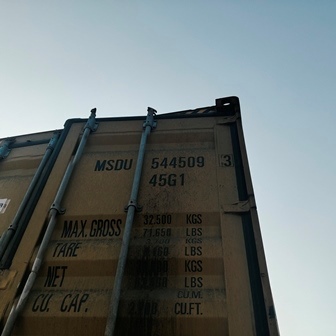 MSDU 544509 3
45G1
MAX.GROSS 32,500 KGS
71,650 LBS
TARE KGS
LBS
NET KGS
LBS
CU. CAP. CU.M.
CU.FT.